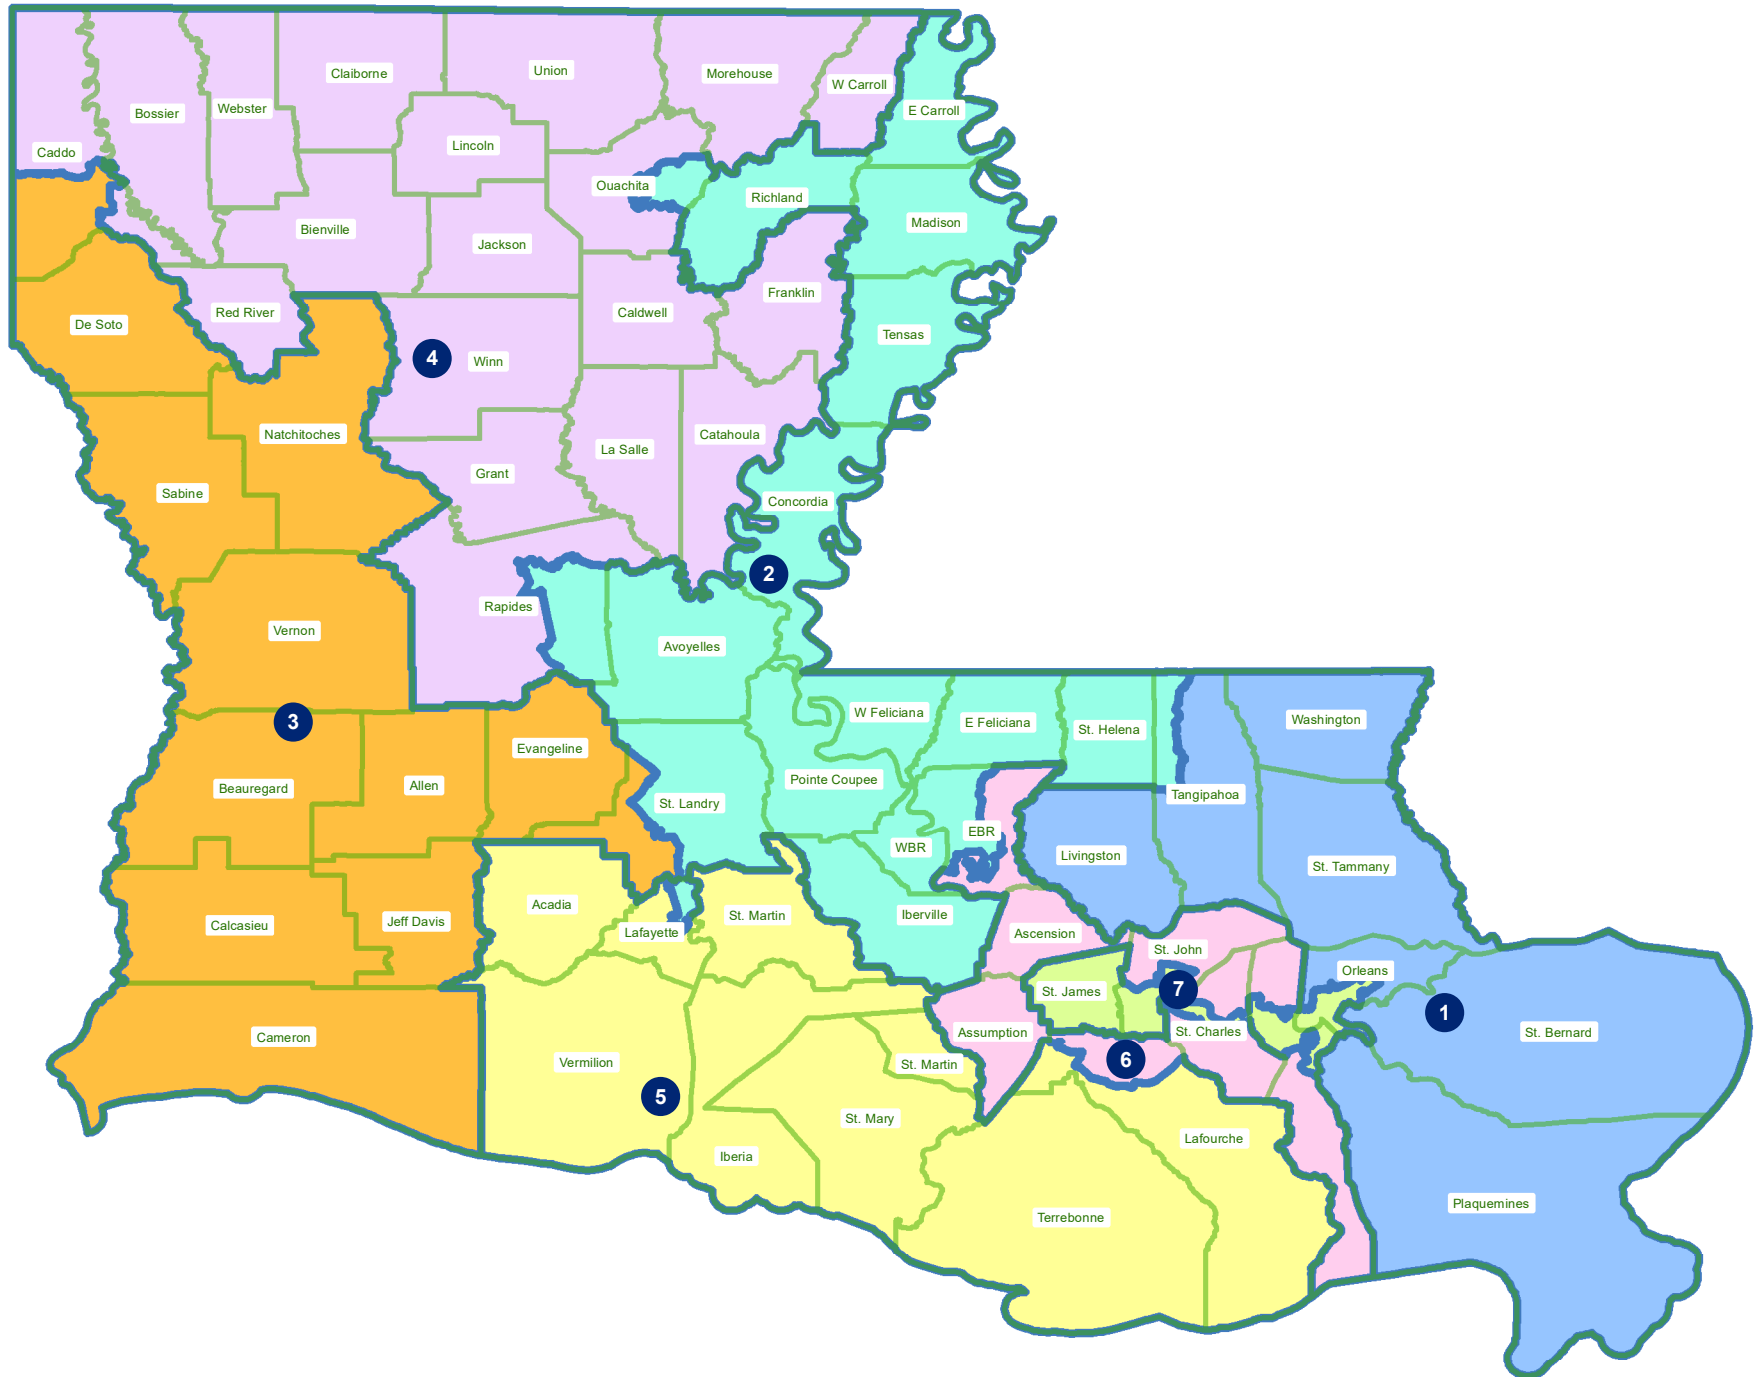 Claiborne
Union
Morehouse
W Carroll
Bossier
Webster
E Carroll
Caddo
Lincoln
Ouachita
Richland
Bienville
Jackson
Madison
Red River
Caldwell
Franklin
De Soto
Winn
4
Tensas
Natchitoches
La Salle
Catahoula
Sabine
Grant
Concordia
2
Rapides
Vernon
Avoyelles
3
W Feliciana
E Feliciana
St. Helena
Washington
Evangeline
Beauregard
Allen
St. Landry
Pointe Coupee
Tangipahoa
EBR
WBR
Livingston
St. Tammany
Calcasieu
Jeff Davis
Acadia
Lafayette
St. Martin
Iberville
Ascension
St. John
Orleans
St. James
7
1
Cameron
Vermilion
Assumption
St. Charles
St. Bernard
St. Martin
6
5
St. Mary
Iberia
Lafourche
Terrebonne
Plaquemines